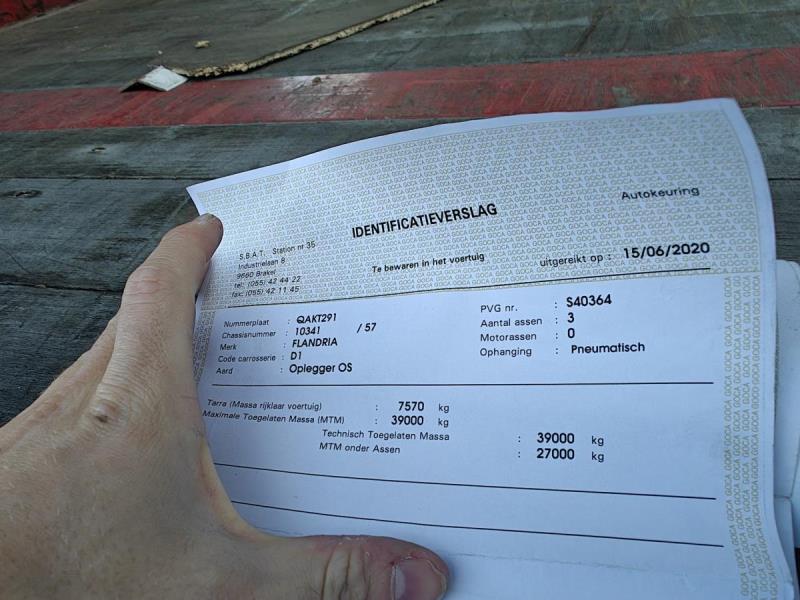 IDENTIFICATIEVERSLAG
Autokeuring
S.B.A.T. Station nr 35
Industrielaan 8
9660 Brakel
tel: (055) 42 44 22
fax: (055) 42 11 45
Te bewaren in het voertuig
uitgereikt op : 15/06/2020
Nummerplaat : QAKT291
Chassisnummer : 10341 / 57
Merk : FLANDRIA
Code carrosserie : D1
Aard : Oplegger OS
PVG nr. : S40364
Aantal assen : 3
Motorassen : 0
Ophanging : Pneumatisch
Tarra (Massa rijklaar voertuig) : 7570 kg
Maximale Toegelaten Massa (MTM) : 39000 kg
Technisch Toegelaten Massa : 39000 kg
MTM onder Assen : 27000 kg